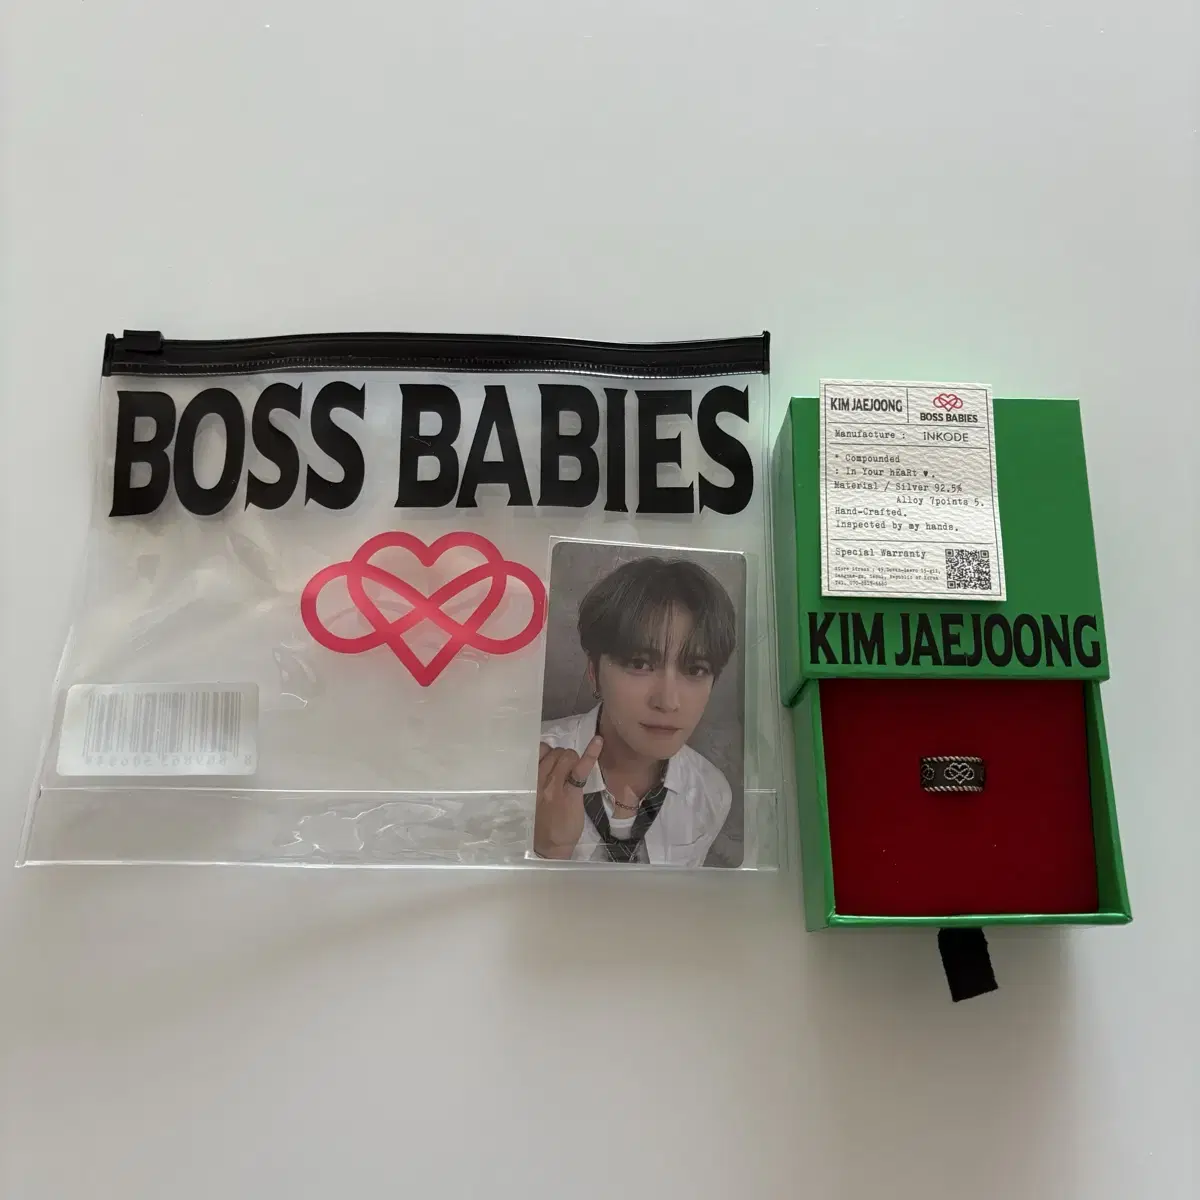 BOSS BABIES
KIM JAEJOONG
BOSS BABIES
Manufacture : INKODE
* Compounded
: In Your hEaRt ♥.
Material / Silver 92.5%
Alloy 7points 5.
Hand-Crafted.
Inspected by my hands.
Special Warranty
KIM JAEJOONG